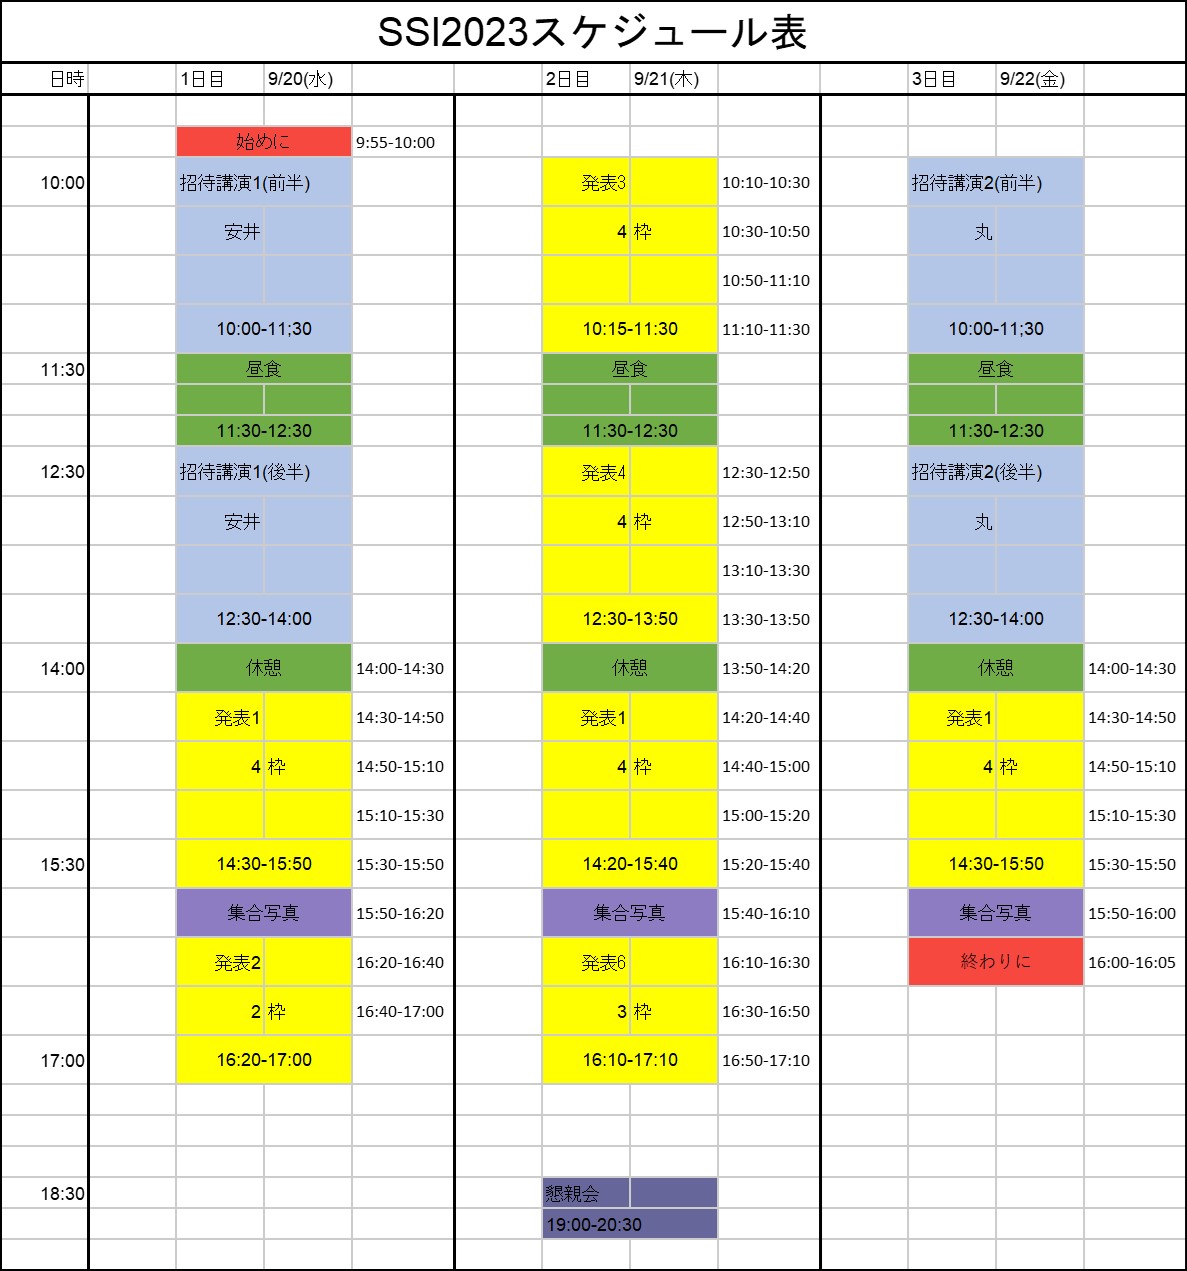 SSI2023スケジュール表
日時 1日目 9/20(水) 2日目 9/21(木) 3日目 9/22(金)
始めに 9:55-10:00
10:00 招待講演1(前半) 発表3 10:10-10:30 招待講演2(前半)
安井 4 枠 10:30-10:50 丸
10:50-11:10
10:00-11;30 10:15-11:30 11:10-11:30 10:00-11;30
11:30 昼食 昼食 昼食
11:30-12:30 11:30-12:30 11:30-12:30
12:30 招待講演1(後半) 発表4 12:30-12:50 招待講演2(後半)
安井 4 枠 12:50-13:10 丸
13:10-13:30
12:30-14:00 12:30-13:50 13:30-13:50 12:30-14:00
14:00 休憩 14:00-14:30 休憩 13:50-14:20 休憩 14:00-14:30
発表1 14:30-14:50 発表1 14:20-14:40 発表1 14:30-14:50
4 枠 14:50-15:10 4 枠 14:40-15:00 4 枠 14:50-15:10
15:10-15:30 15:00-15:20 15:10-15:30
15:30 14:30-15:50 15:30-15:50 14:20-15:40 15:20-15:40 14:30-15:50 15:30-15:50
集合写真 15:50-16:20 集合写真 15:40-16:10 集合写真 15:50-16:00
発表2 16:20-16:40 発表6 16:10-16:30 終わりに 16:00-16:05
2 枠 16:40-17:00 3 枠 16:30-16:50
17:00 16:20-17:00 16:10-17:10 16:50-17:10
18:30 懇親会
19:00-20:30